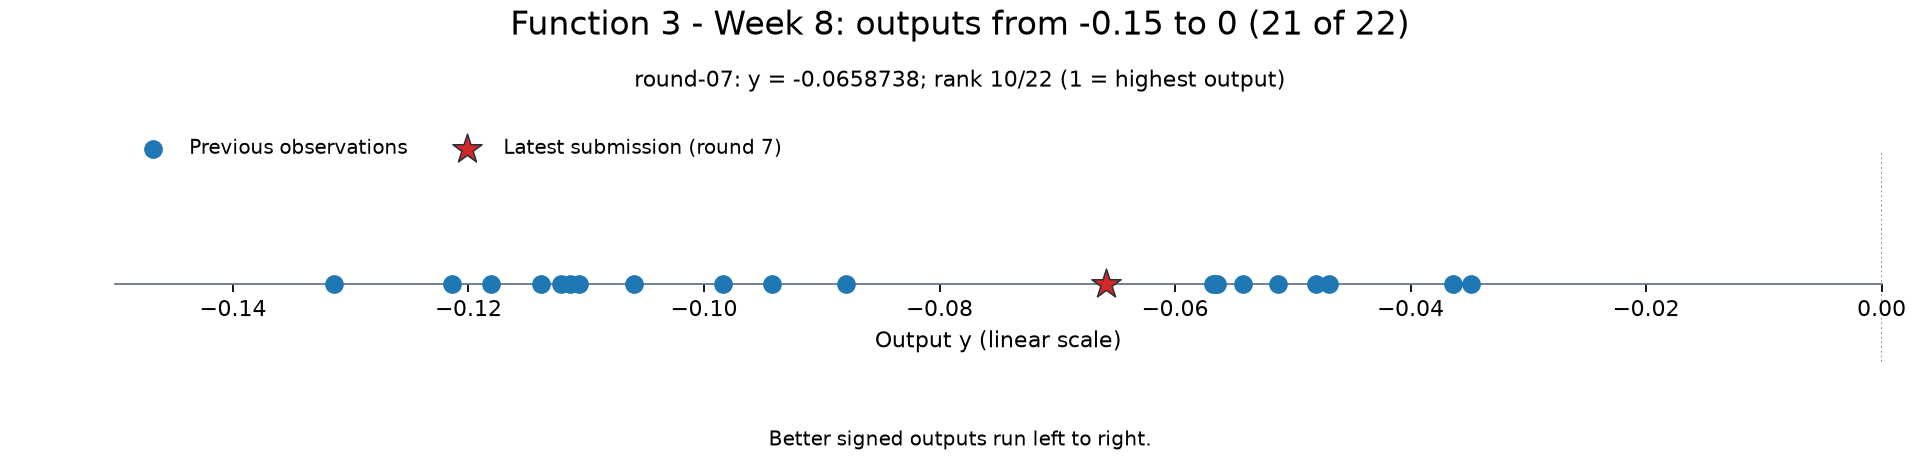 Function 3 - Week 8: outputs from -0.15 to 0 (21 of 22)
round-07: y = -0.0658738; rank 10/22 (1 = highest output)
Previous observations
Latest submission (round 7)
−0.14
−0.12
−0.10
−0.08
−0.06
−0.04
−0.02
0.00
Output y (linear scale)
Better signed outputs run left to right.